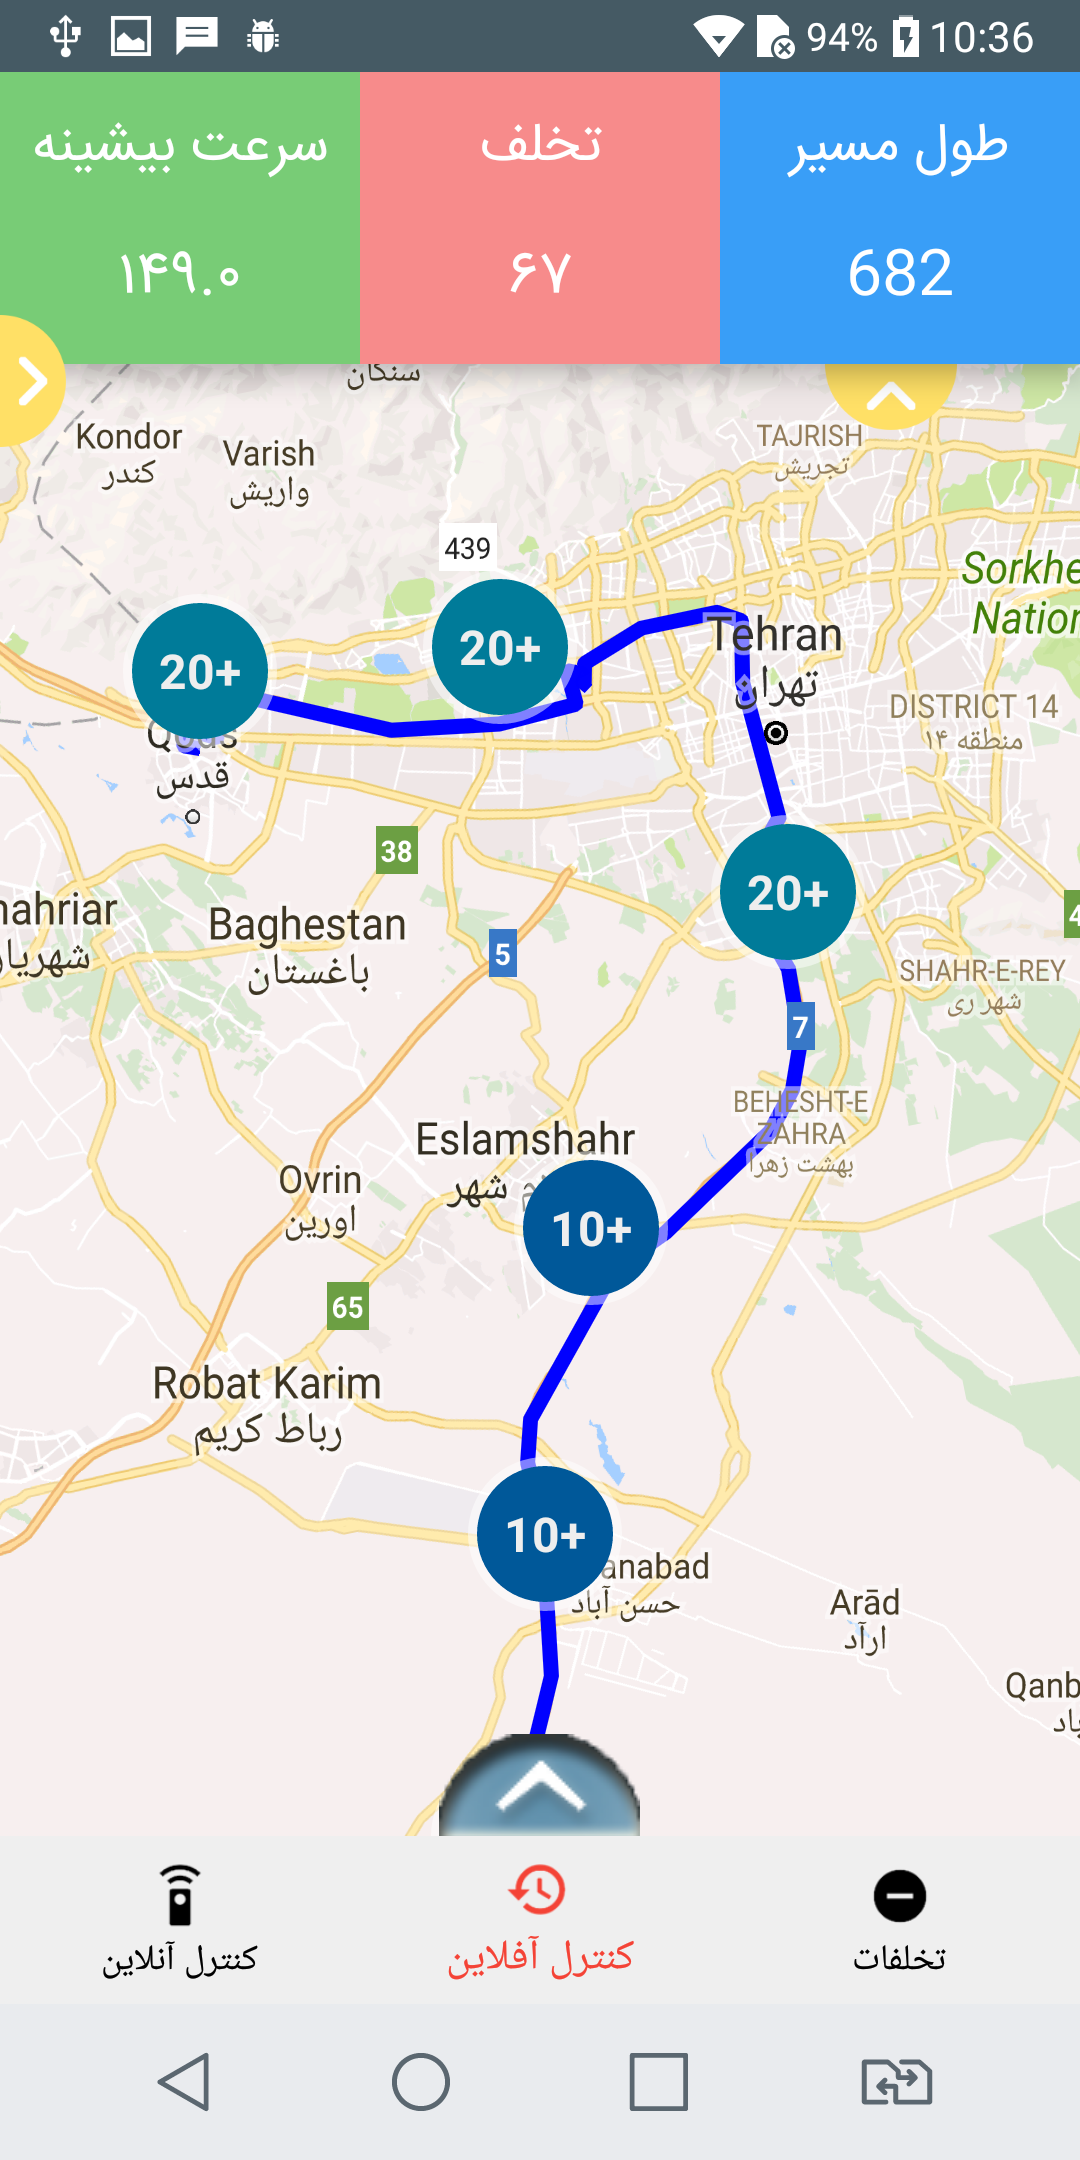 94% 10:36
طول مسیر
تخلف
سرعت بیشینه
682
۶۷
۱۴۹.۰
سنگان
Kondor
کندر
Varish
واریش
TAJRISH
تجریش
439
Sorkhe
Nation
20+
20+
Tehran
تهران
DISTRICT 14
منطقه ۱۴
Qods
قدس
38
20+
nahriar
شهریار
Baghestan
باغستان
5
4
SHAHR-E-REY
شهر ری
7
BEHESHT-E
ZAHRA
بهشت زهرا
Eslamshahr
شهر
Ovrin
اورین
10+
65
Robat Karim
رباط کریم
10+
anabad
حسن آباد
Arād
ارآد
Qanb
باد
کنترل آنلاین
کنترل آفلاین
تخلفات